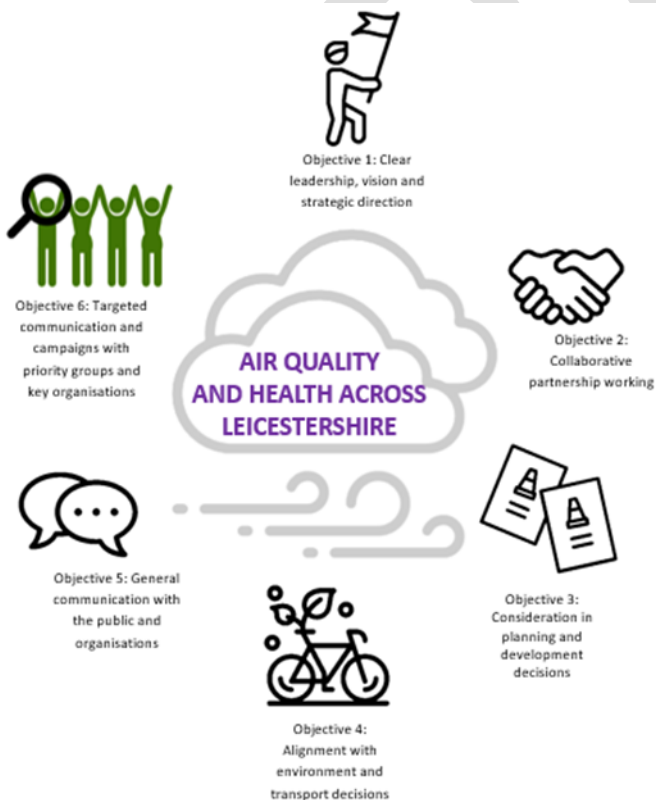 Objective 1: Clear
leadership, vision and
strategic direction
Objective 2:
Collaborative
partnership working
Objective 3:
Consideration in
planning and
development
decisions
Objective 4:
Alignment with
environment and
transport decisions
Objective 5: General
communication with
the public and
organisations
Objective 6: Targeted
communication and
campaigns with
priority groups and
key organisations
AIR QUALITY
AND HEALTH ACROSS
LEICESTERSHIRE